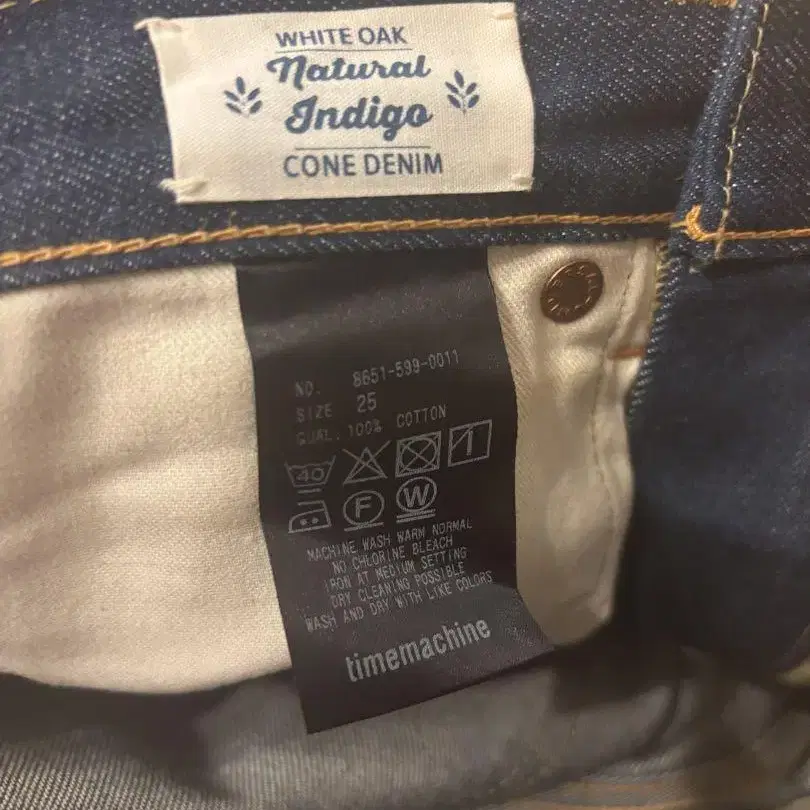 WHITE OAK
Natural
Indigo
CONE DENIM
NO. 8651-599-0011
SIZE 25
QUAL. 100% COTTON
40
F W
MACHINE WASH WARM NORMAL
NO CHLORINE BLEACH
IRON AT MEDIUM SETTING
DRY CLEANING POSSIBLE
WASH AND DRY WITH LIKE COLORS
timemachine